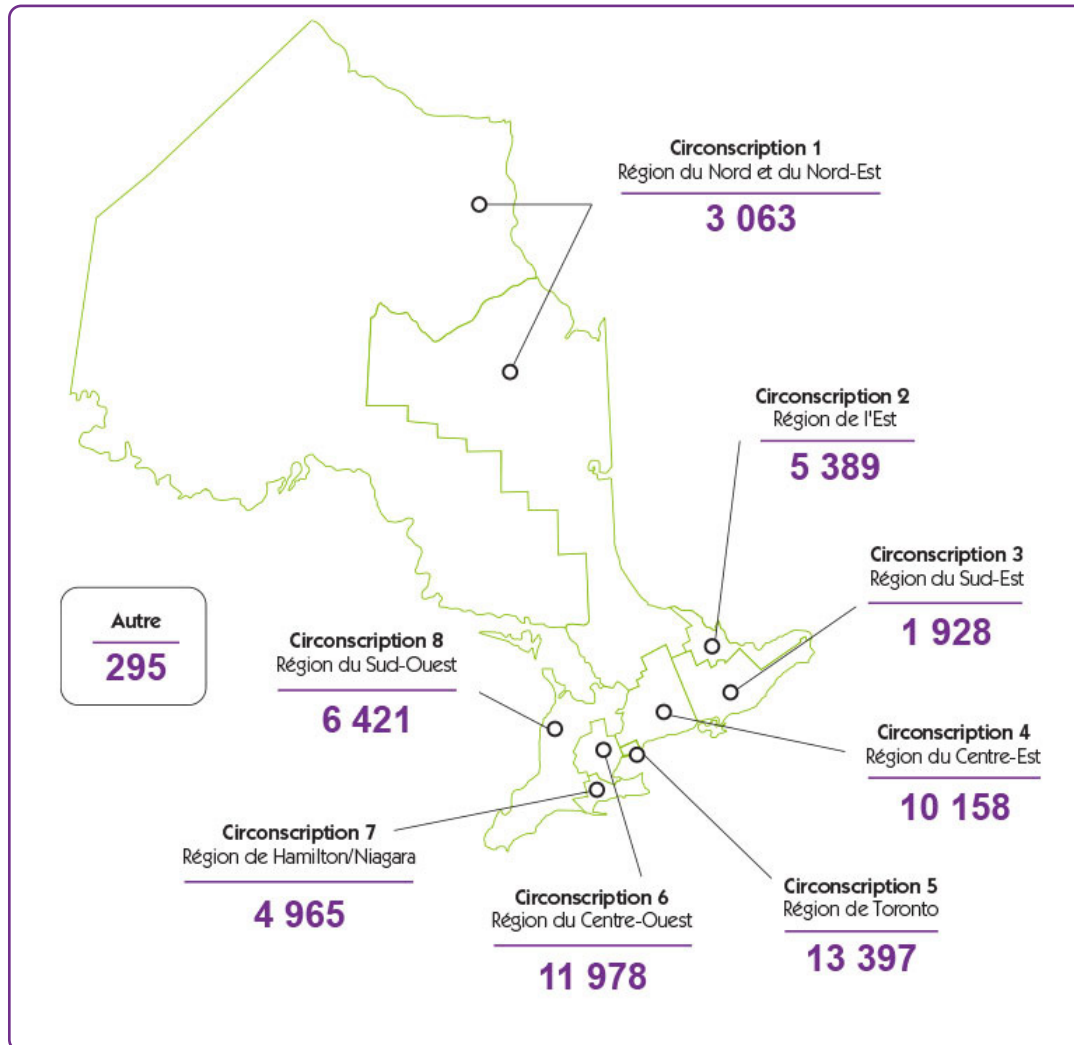 Circonscription 1
Région du Nord et du Nord-Est
3 063
Circonscription 2
Région de l'Est
5 389
Circonscription 3
Région du Sud-Est
1 928
Autre
295
Circonscription 8
Région du Sud-Ouest
6 421
Circonscription 4
Région du Centre-Est
10 158
Circonscription 7
Région de Hamilton/Niagara
4 965
Circonscription 6
Région du Centre-Ouest
11 978
Circonscription 5
Région de Toronto
13 397